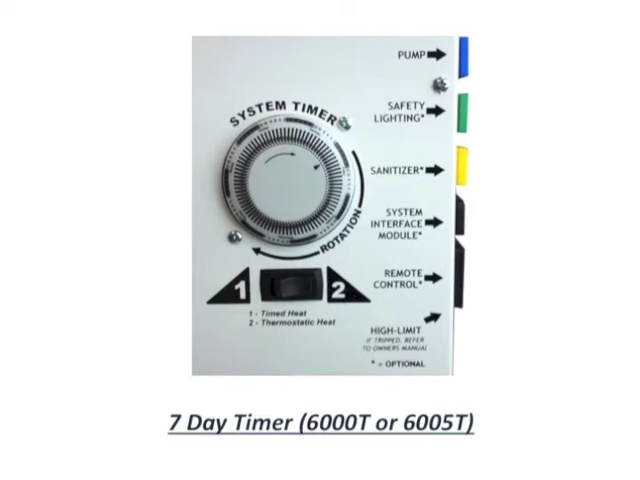 PUMP
SAFETY
LIGHTING*
SYSTEM TIMER
SANITIZER*
SYSTEM
INTERFACE
MODULE*
ROTATION
REMOTE
CONTROL*
1 2
1 - Timed Heat
2 - Thermostatic Heat
HIGH-LIMIT
IF TRIPPED, REFER
TO OWNERS MANUAL
* = OPTIONAL
7 Day Timer (6000T or 6005T)